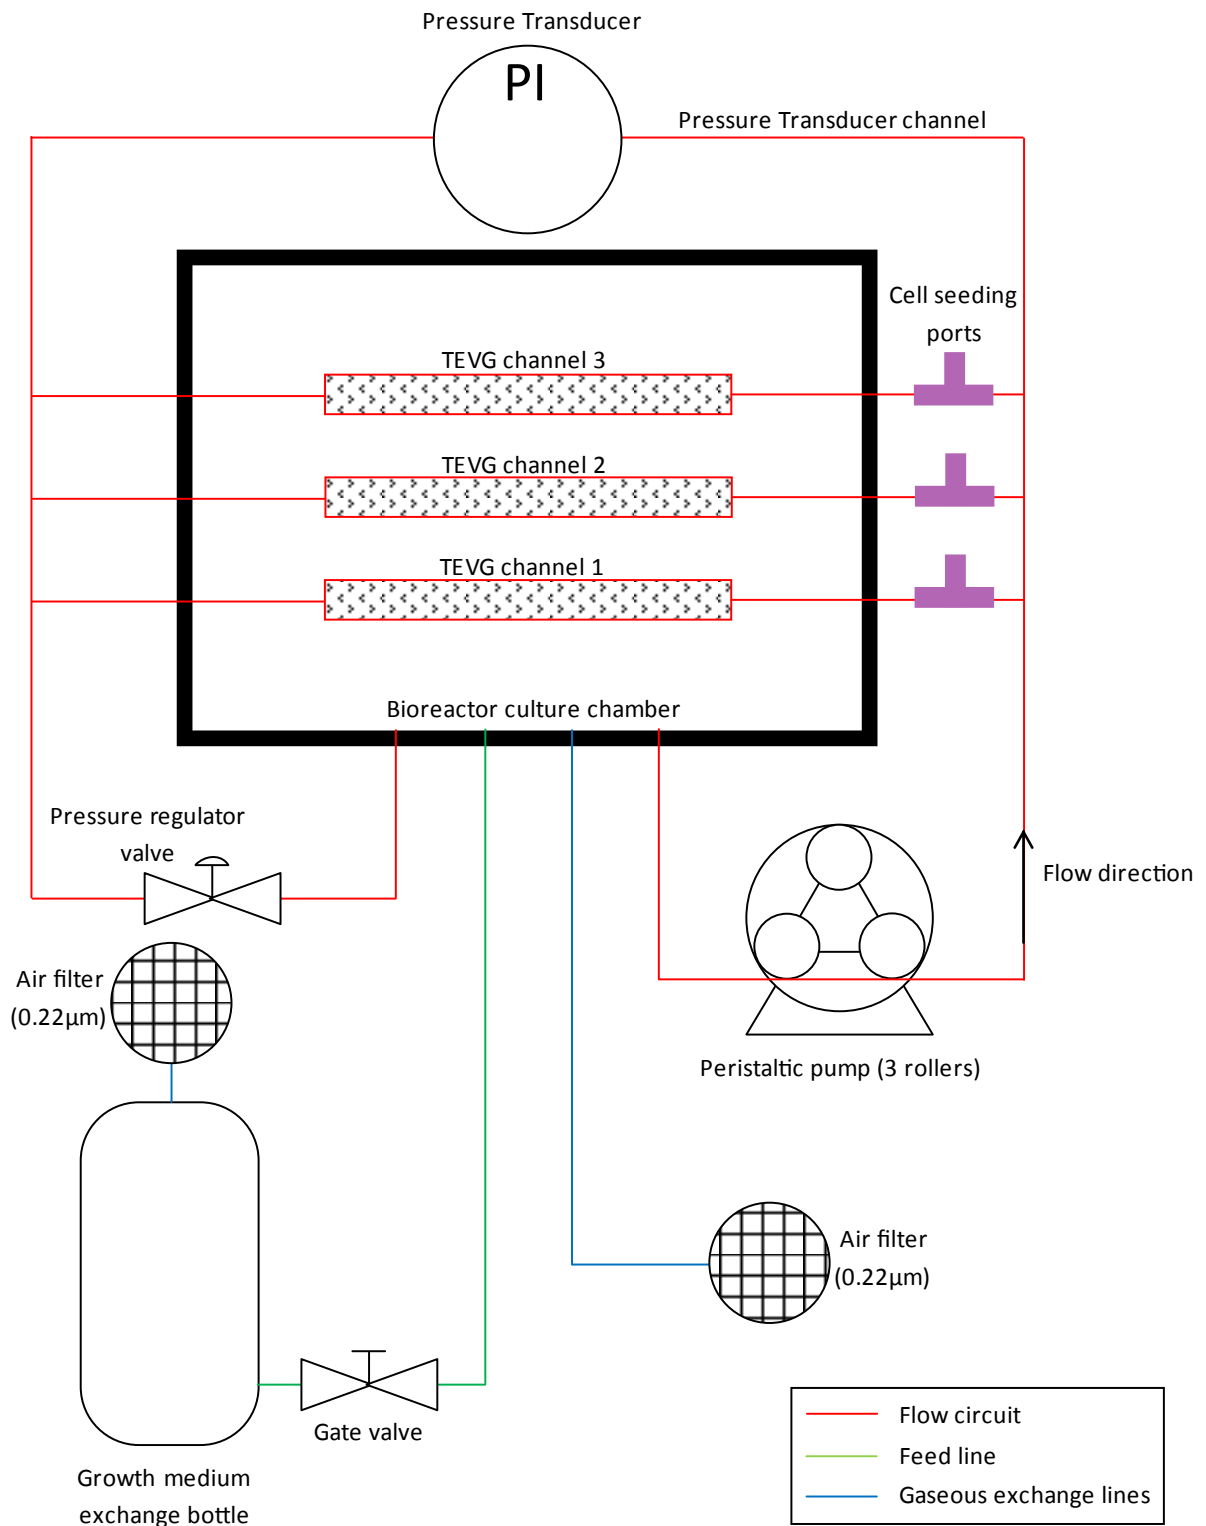 Pressure Transducer
PI
Pressure Transducer channel
Cell seeding
ports
TEVG channel 3
TEVG channel 2
TEVG channel 1
Bioreactor culture chamber
Pressure regulator
valve
Flow direction
Air filter
(0.22µm)
Peristaltic pump (3 rollers)
Air filter
(0.22µm)
Gate valve
Growth medium
exchange bottle
Flow circuit
Feed line
Gaseous exchange lines